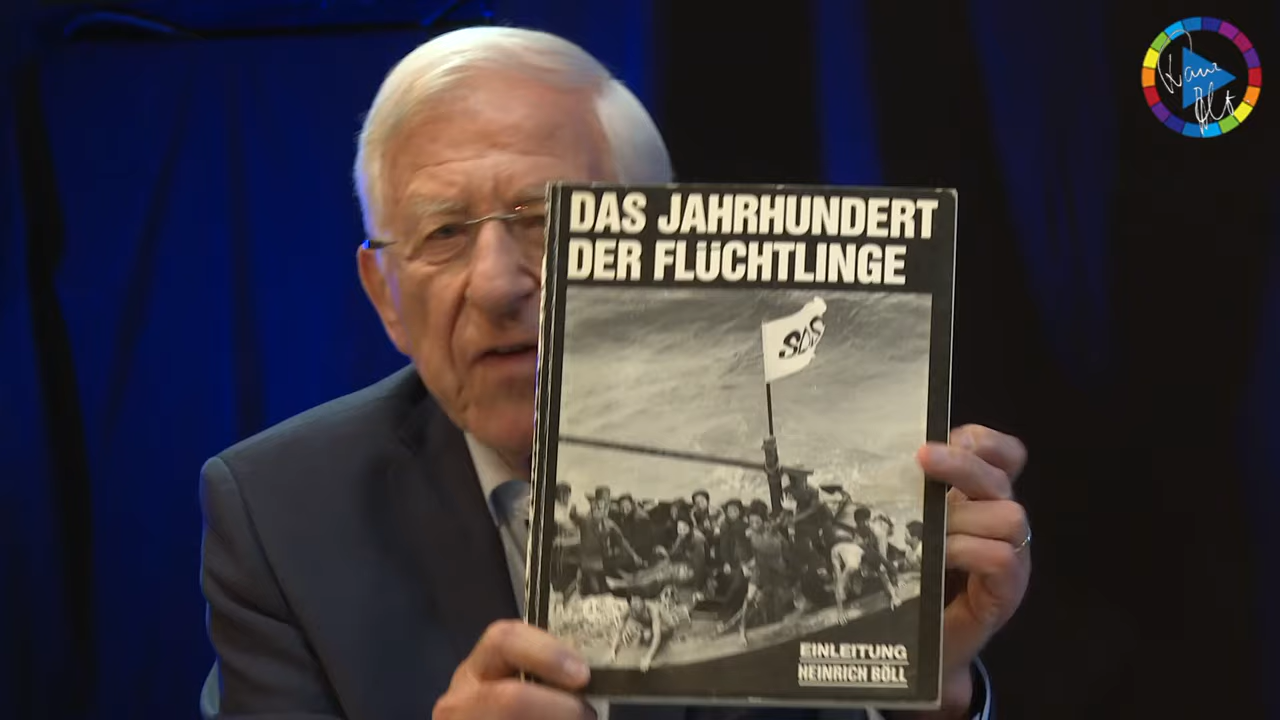 DAS JAHRHUNDERT
DER FLÜCHTLINGE
SOS
EINLEITUNG
HEINRICH BÖLL